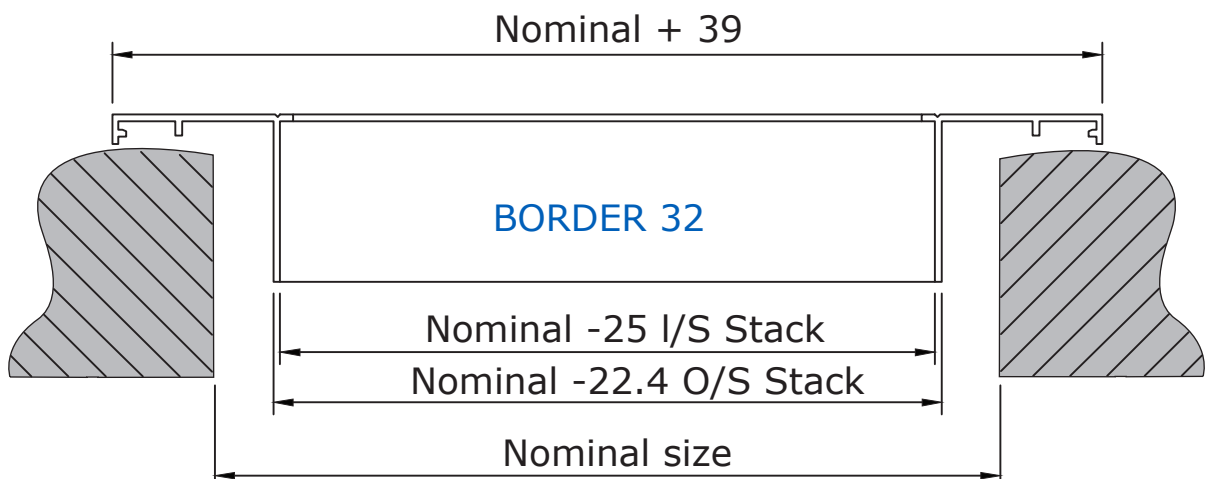 Nominal + 39
BORDER 32
Nominal -25 l/S Stack
Nominal -22.4 O/S Stack
Nominal size